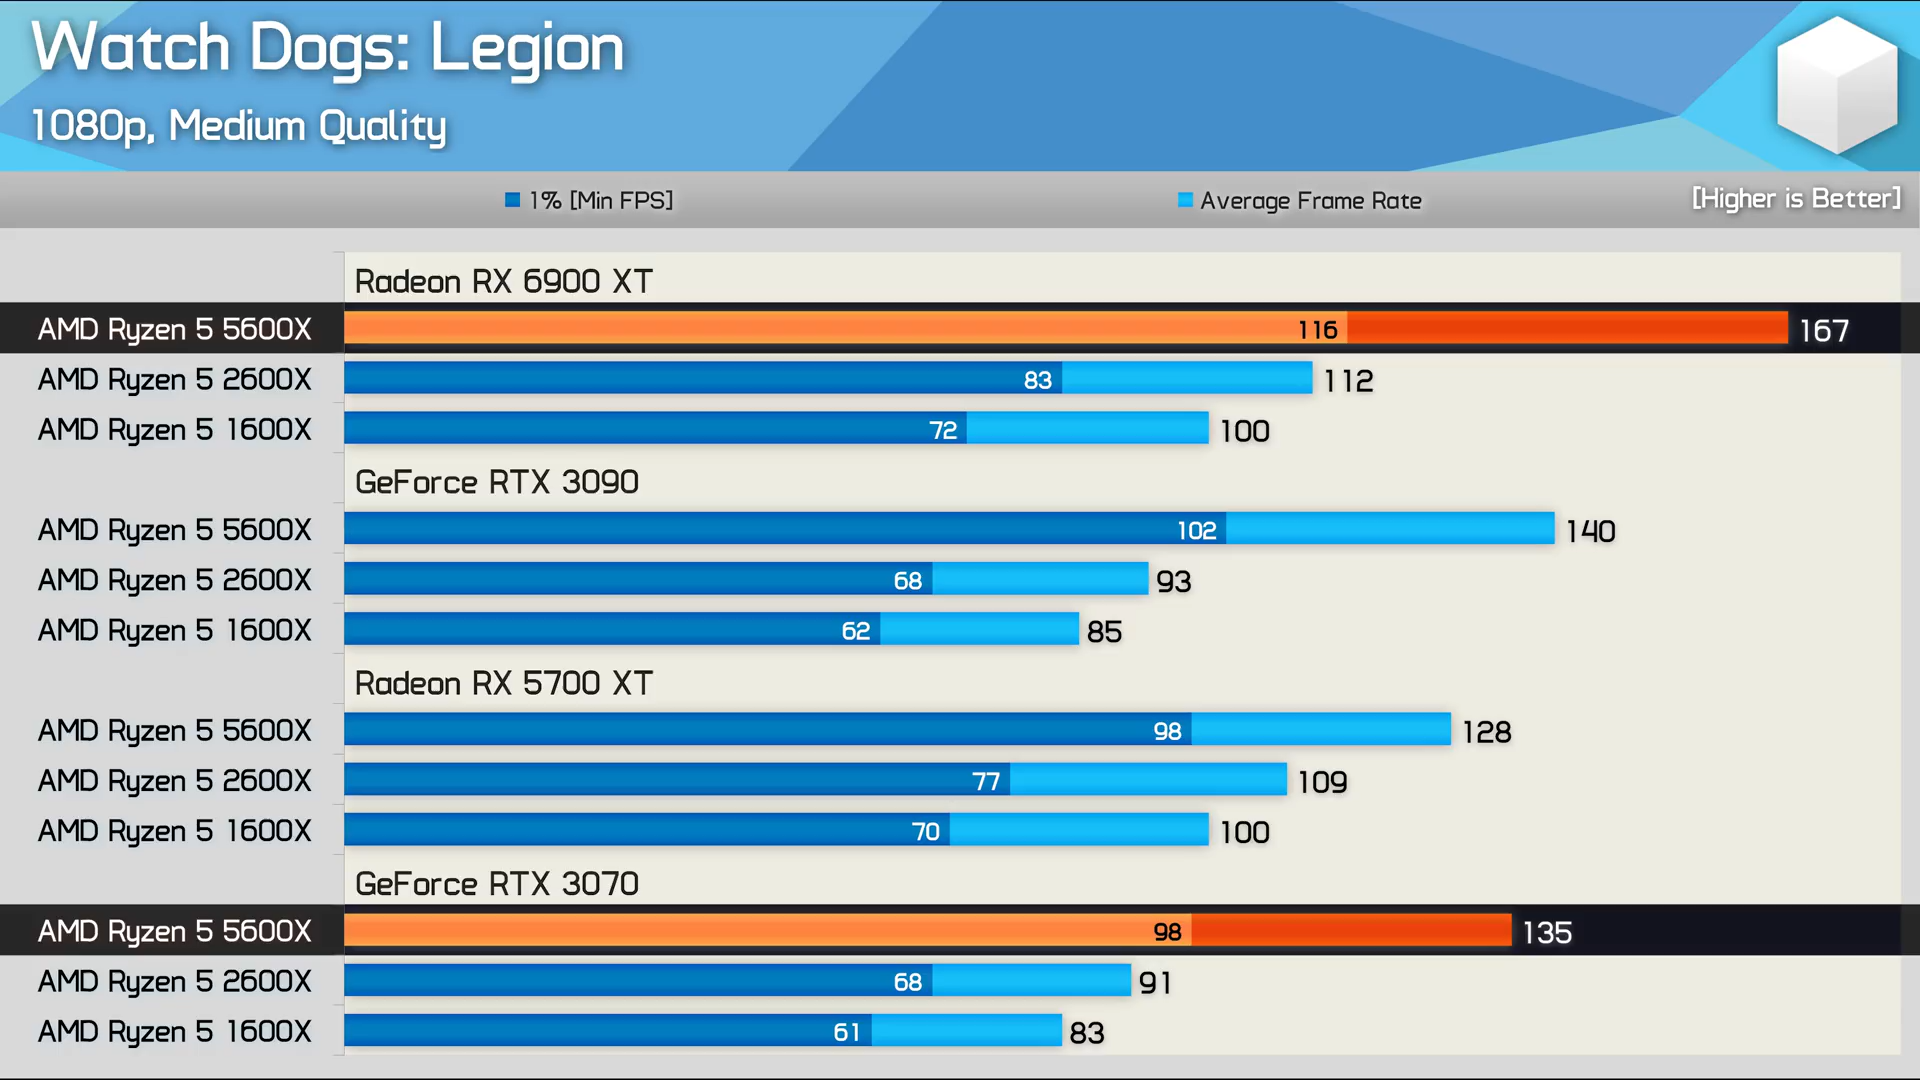 Watch Dogs: Legion
1080p, Medium Quality
1% [Min FPS] Average Frame Rate [Higher is Better]
Radeon RX 6900 XT
AMD Ryzen 5 5600X 116 167
AMD Ryzen 5 2600X 83 112
AMD Ryzen 5 1600X 72 100
GeForce RTX 3090
AMD Ryzen 5 5600X 102 140
AMD Ryzen 5 2600X 68 93
AMD Ryzen 5 1600X 62 85
Radeon RX 5700 XT
AMD Ryzen 5 5600X 98 128
AMD Ryzen 5 2600X 77 109
AMD Ryzen 5 1600X 70 100
GeForce RTX 3070
AMD Ryzen 5 5600X 98 135
AMD Ryzen 5 2600X 68 91
AMD Ryzen 5 1600X 61 83